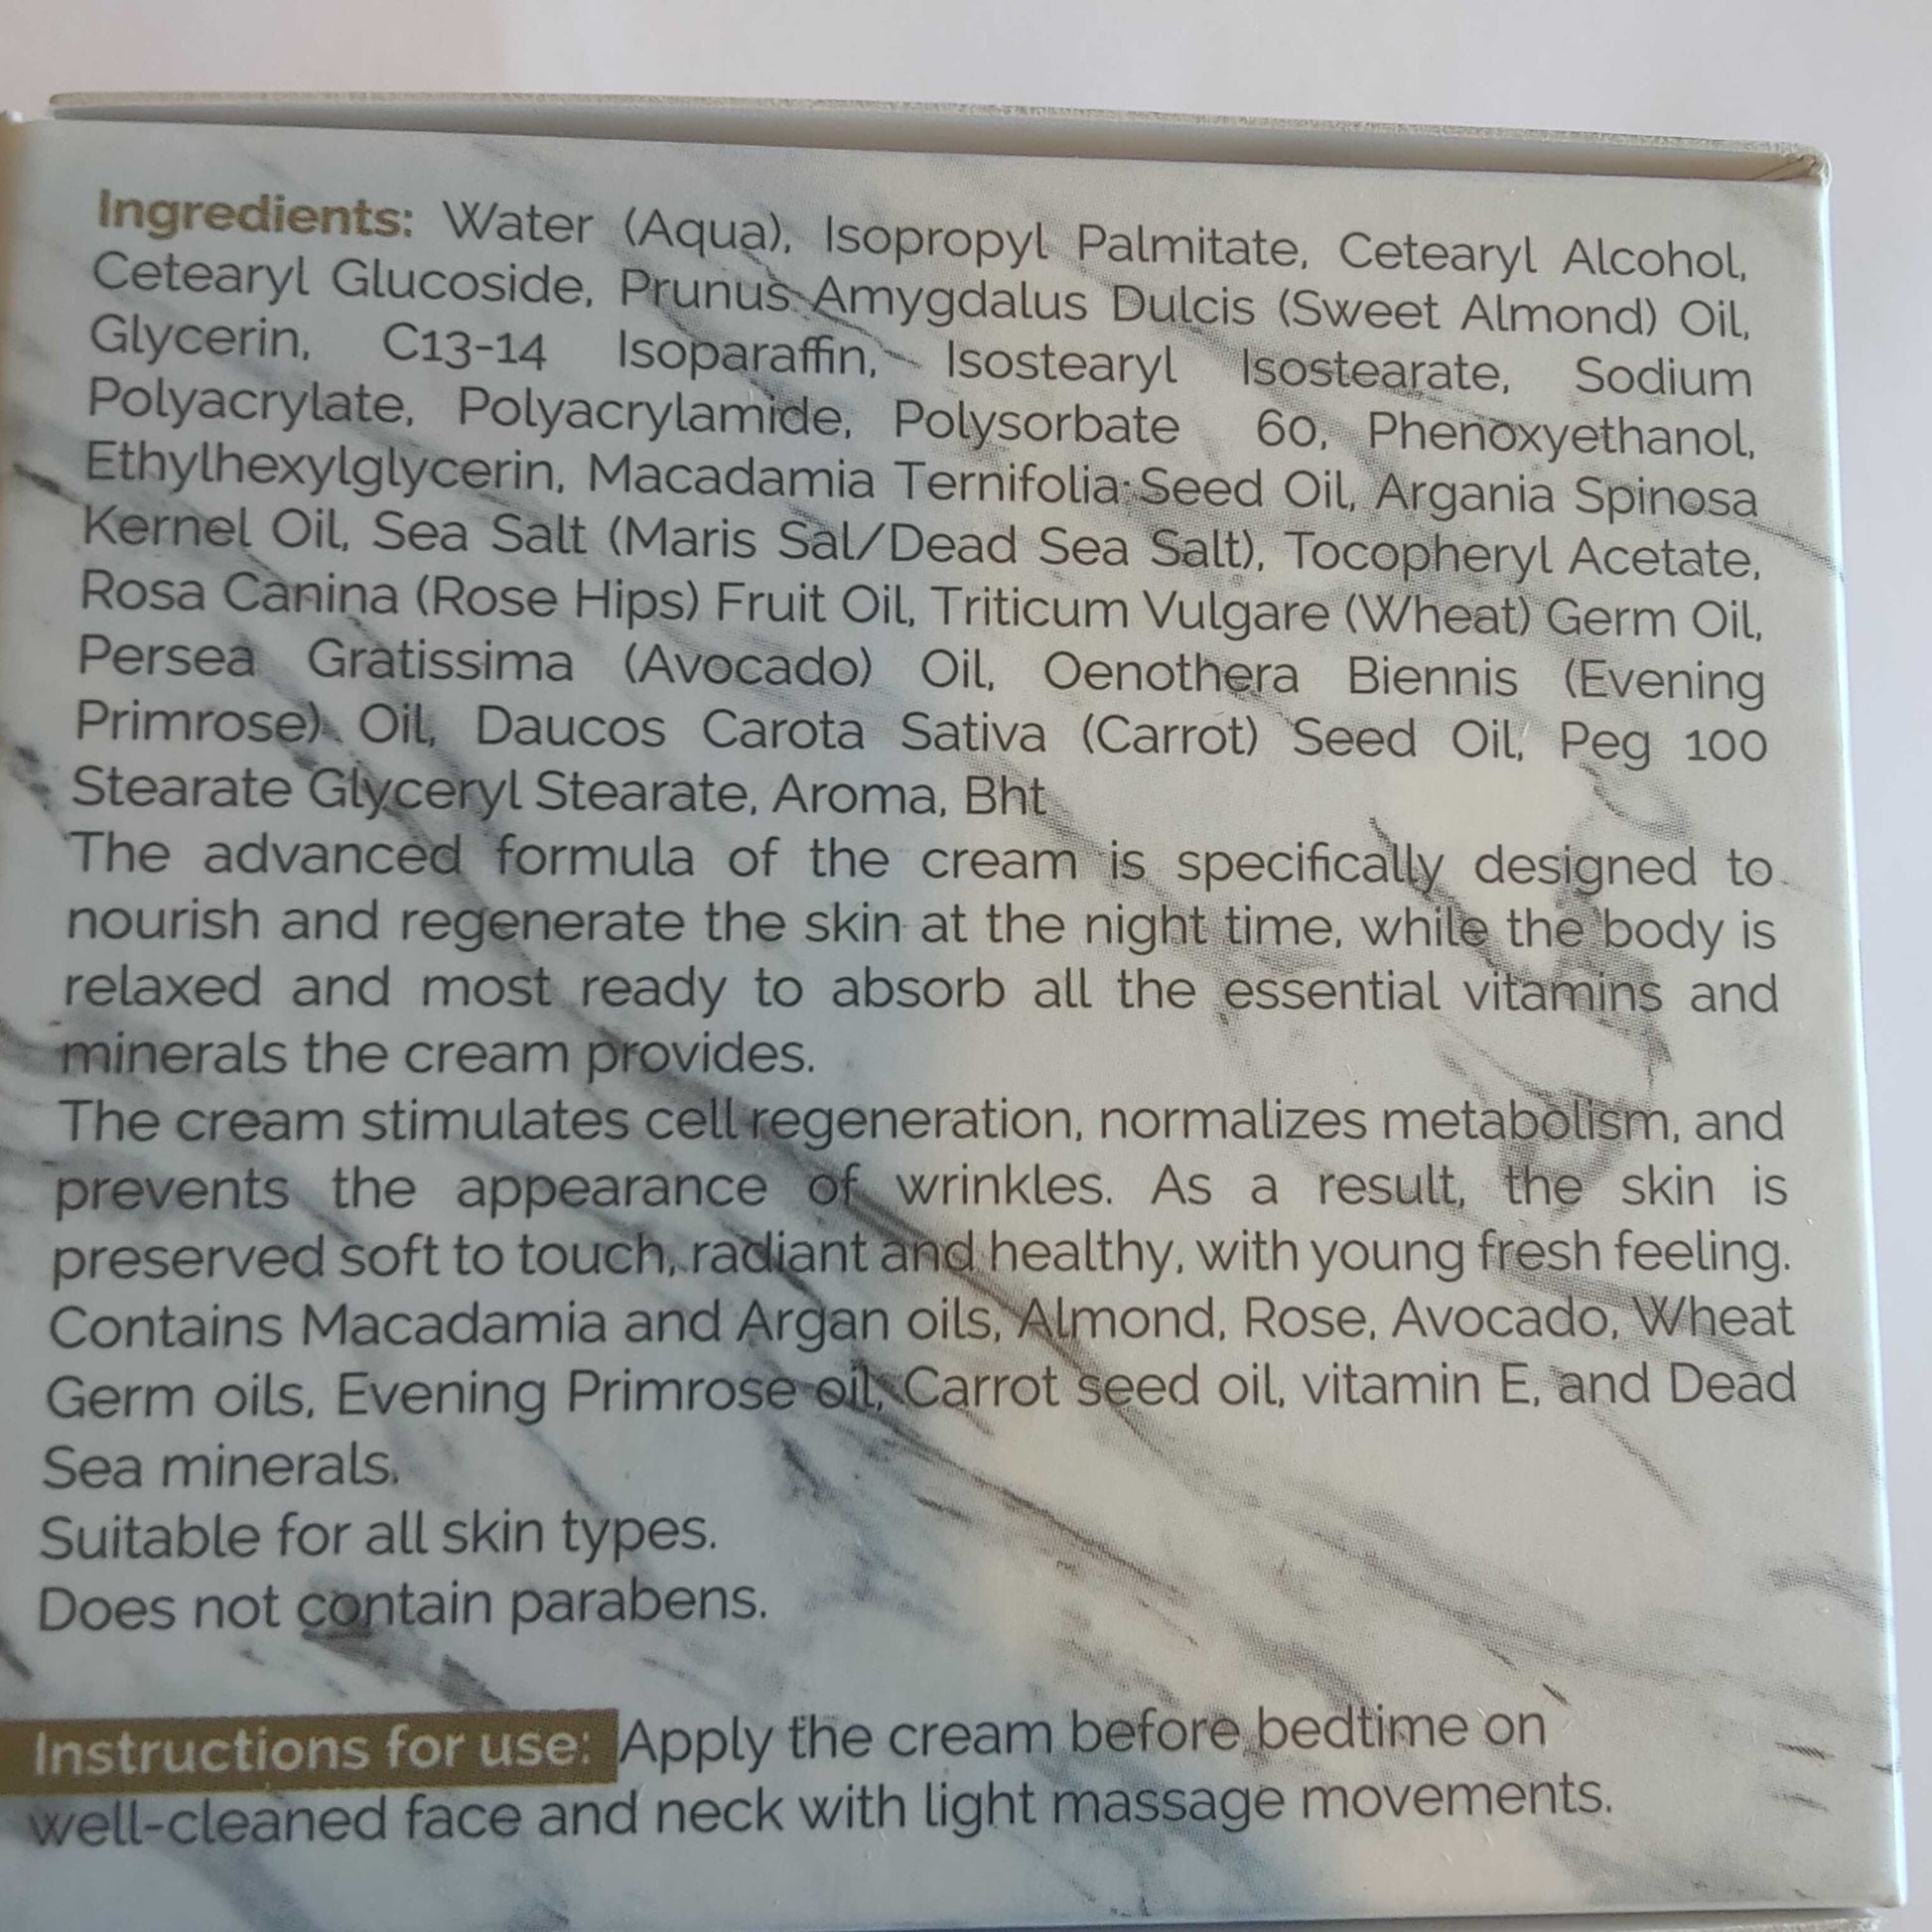 Ingredients: Water (Aqua), Isopropyl Palmitate, Cetearyl Alcohol,
Cetearyl Glucoside, Prunus Amygdalus Dulcis (Sweet Almond) Oil,
Glycerin, C13-14 Isoparaffin, Isostearyl Isostearate, Sodium
Polyacrylate, Polyacrylamide, Polysorbate 60, Phenoxyethanol,
Ethylhexylglycerin, Macadamia Ternifolia Seed Oil, Argania Spinosa
Kernel Oil, Sea Salt (Maris Sal/Dead Sea Salt), Tocopheryl Acetate,
Rosa Canina (Rose Hips) Fruit Oil, Triticum Vulgare (Wheat) Germ Oil,
Persea Gratissima (Avocado) Oil, Oenothera Biennis (Evening
Primrose) Oil, Daucos Carota Sativa (Carrot) Seed Oil, Peg 100
Stearate Glyceryl Stearate, Aroma, Bht
The advanced formula of the cream is specifically designed to
nourish and regenerate the skin at the night time, while the body is
relaxed and most ready to absorb all the essential vitamins and
minerals the cream provides.
The cream stimulates cell regeneration, normalizes metabolism, and
prevents the appearance of wrinkles. As a result, the skin is
preserved soft to touch, radiant and healthy, with young fresh feeling.
Contains Macadamia and Argan oils, Almond, Rose, Avocado, Wheat
Germ oils, Evening Primrose oil, Carrot seed oil, vitamin E, and Dead
Sea minerals.
Suitable for all skin types.
Does not contain parabens.
Instructions for use: Apply the cream before bedtime on
well-cleaned face and neck with light massage movements.